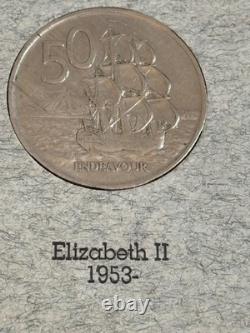 50
ENDEAVOUR
Elizabeth II
1953-